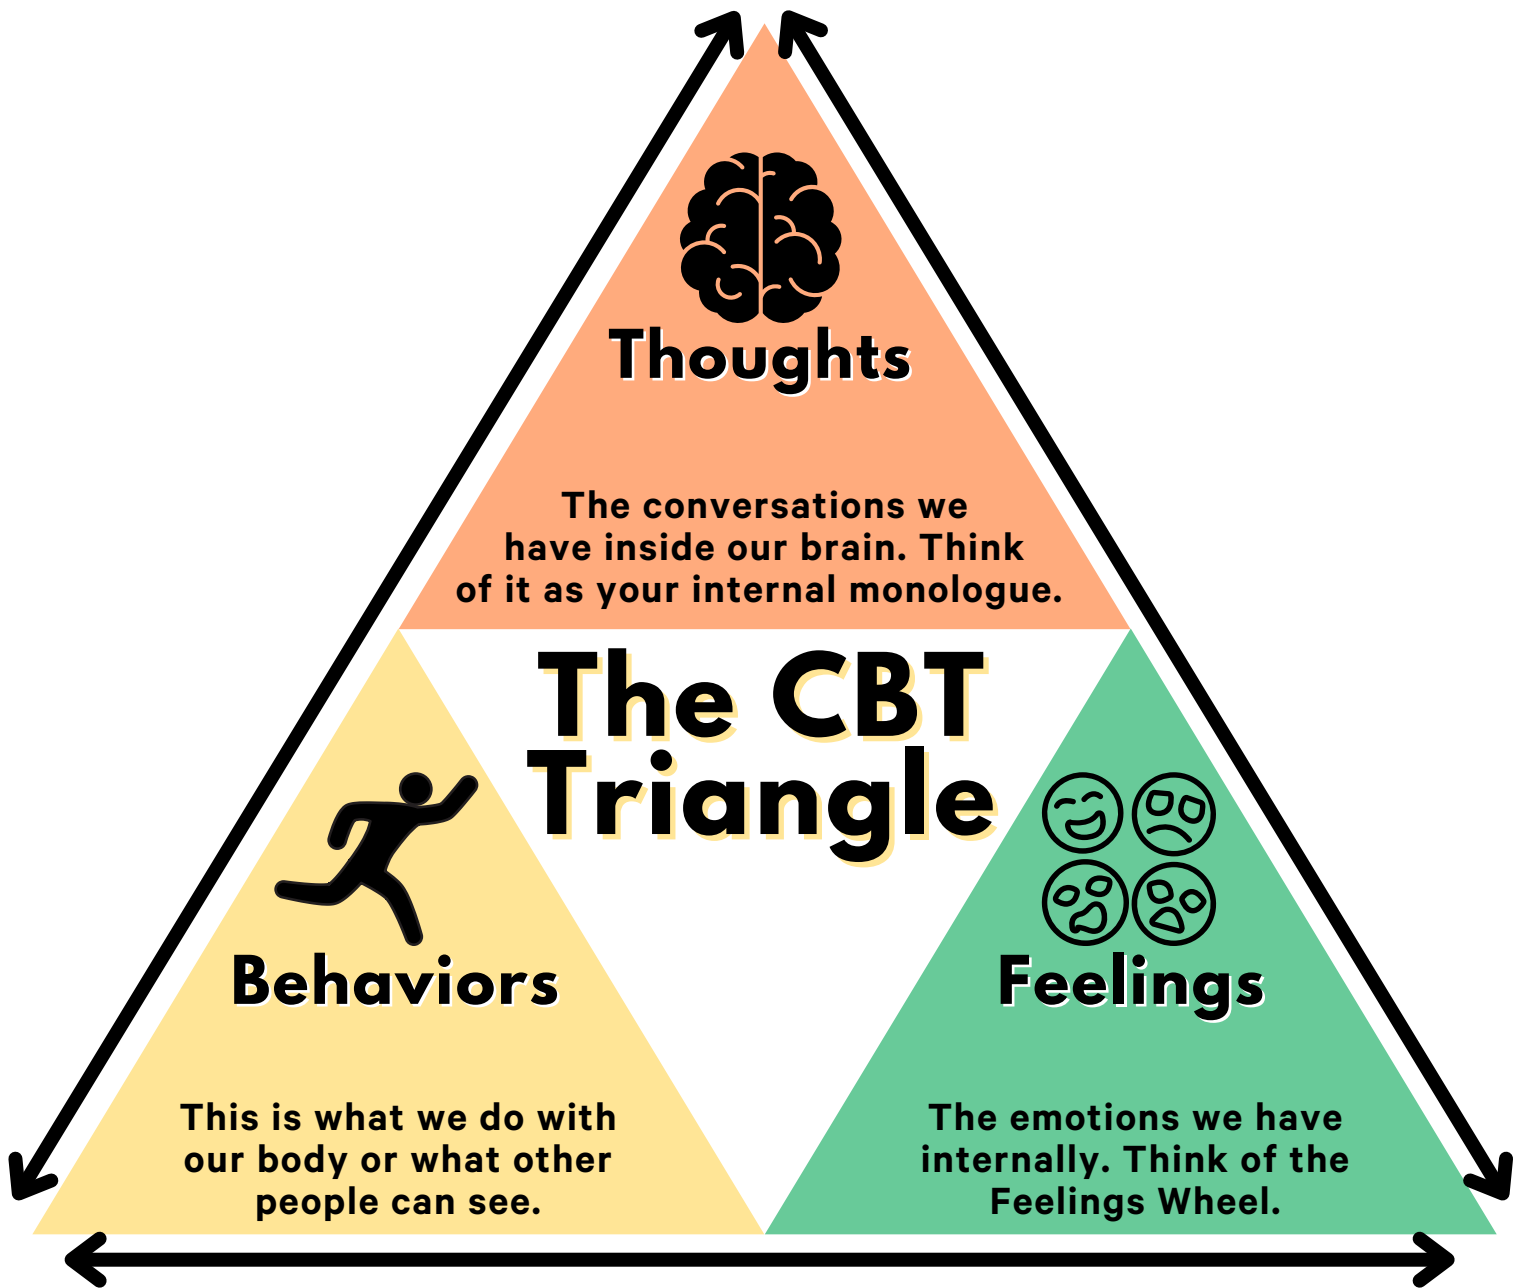 Thoughts
The conversations we
have inside our brain. Think
of it as your internal monologue.
The CBT
Triangle
Behaviors
This is what we do with
our body or what other
people can see.
Feelings
The emotions we have
internally. Think of the
Feelings Wheel.